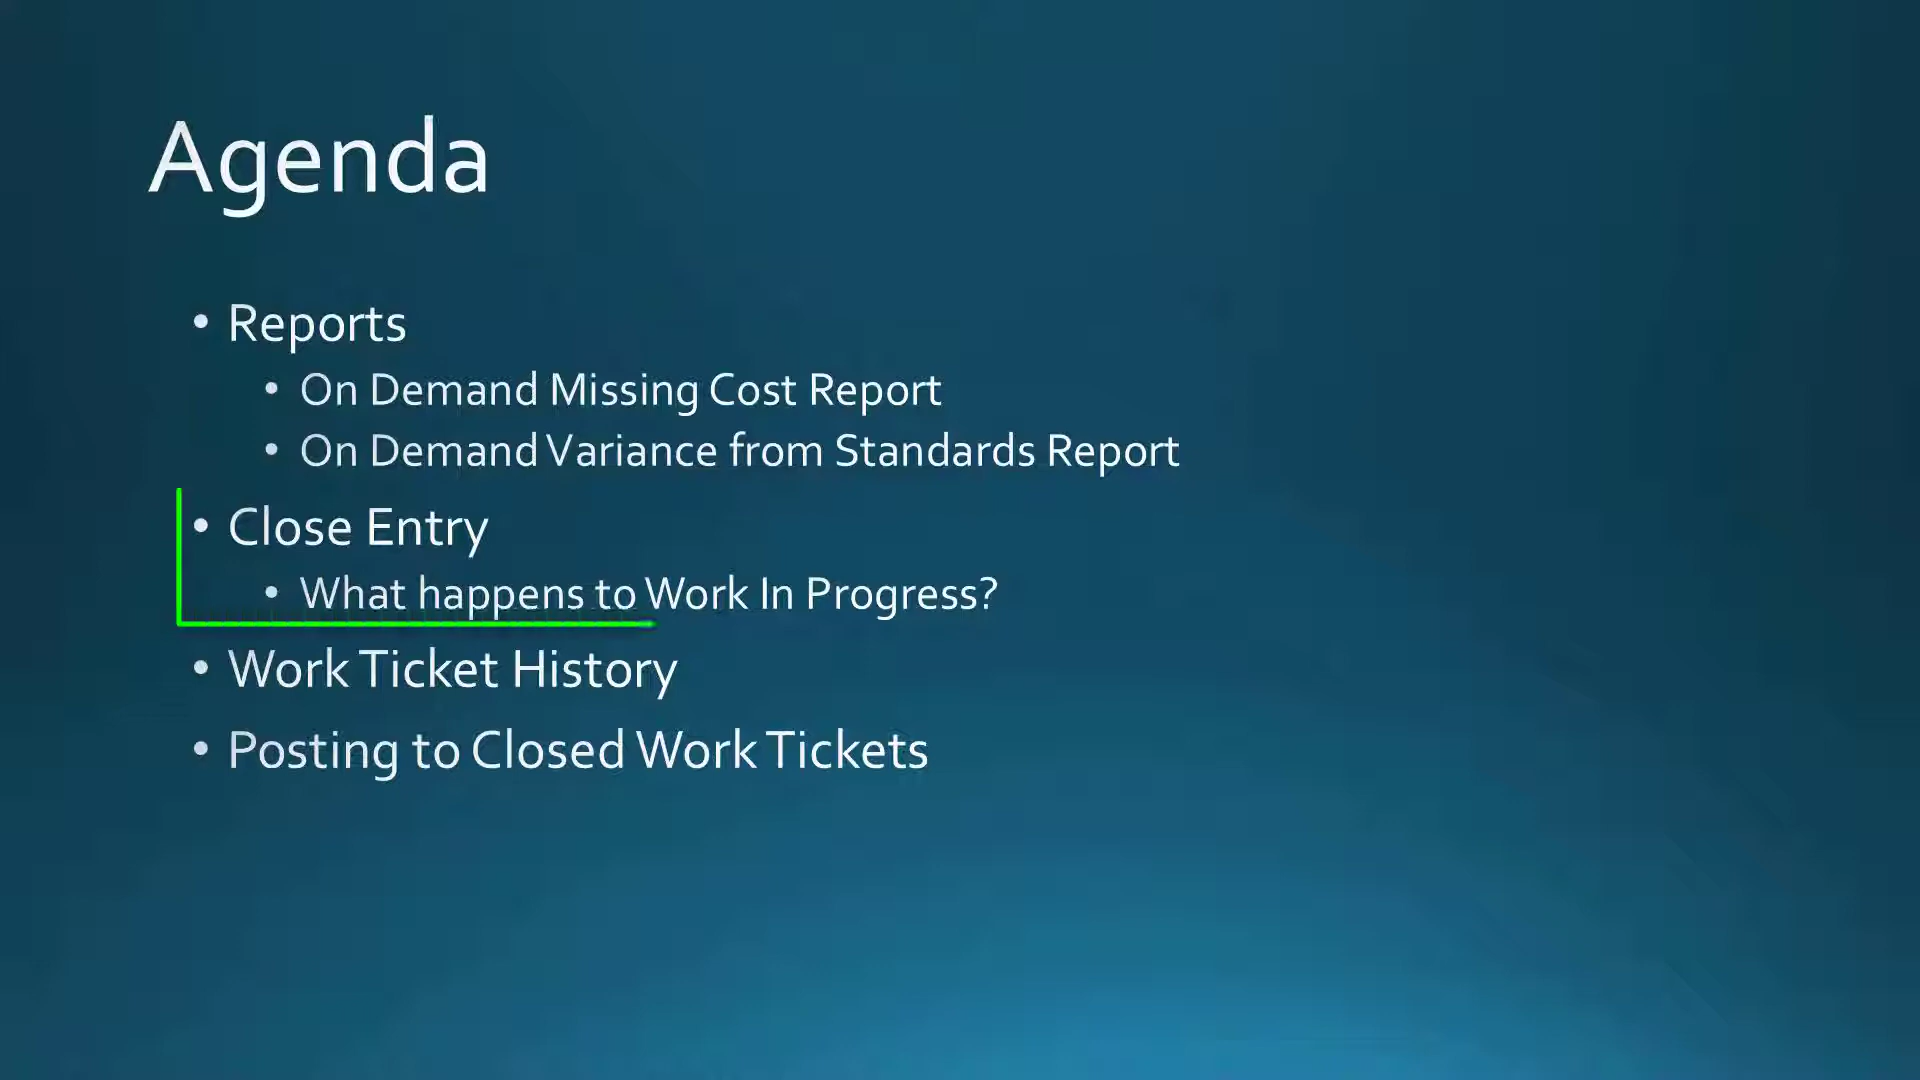 Agenda
• Reports
• On Demand Missing Cost Report
• On Demand Variance from Standards Report
• Close Entry
• What happens to Work In Progress?
• Work Ticket History
• Posting to Closed Work Tickets